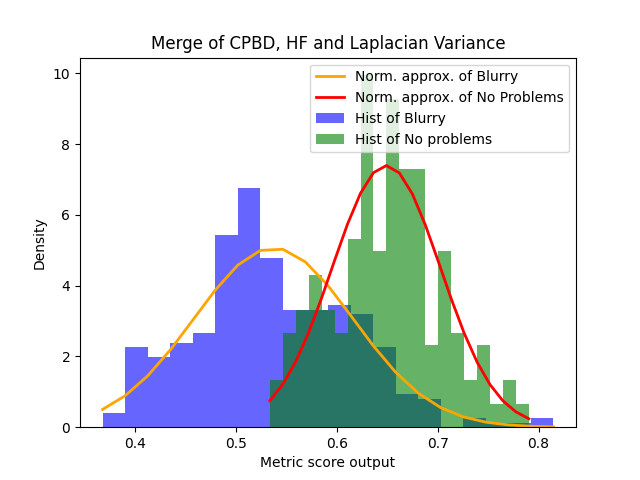 Merge of CPBD, HF and Laplacian Variance
Norm. approx. of Blurry
Norm. approx. of No Problems
Hist of Blurry
Hist of No problems
Density
10
8
6
4
2
0
0.4 0.5 0.6 0.7 0.8
Metric score output